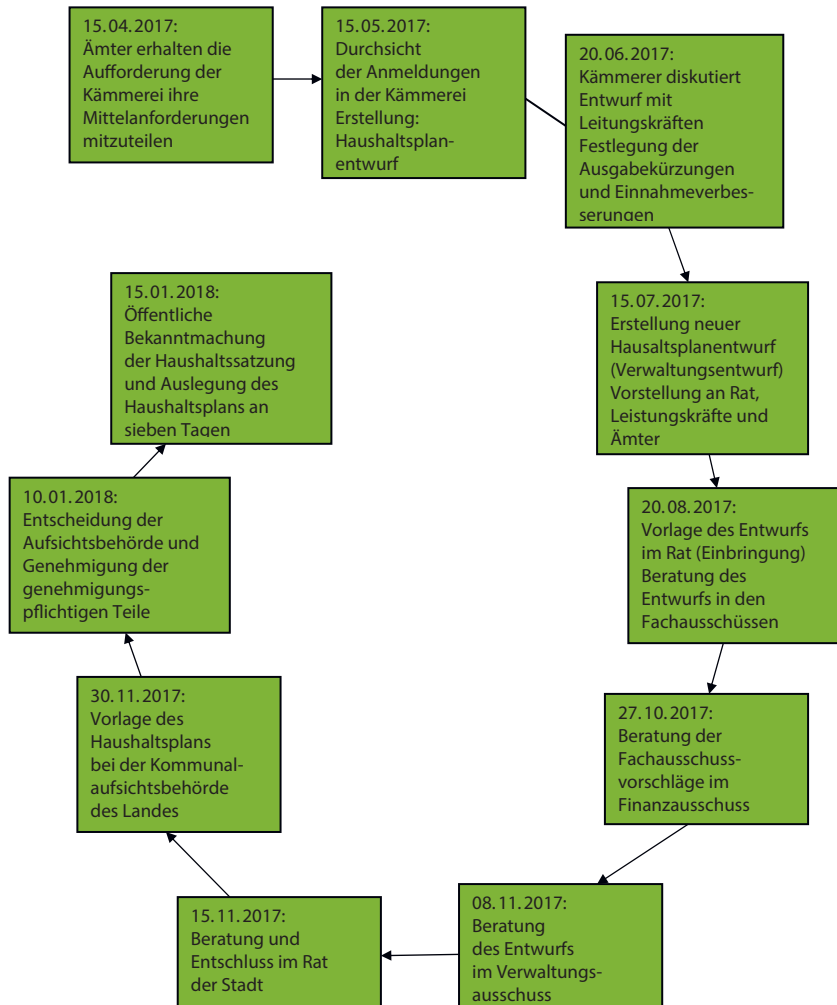 15.04.2017:
Ämter erhalten die
Aufforderung der
Kämmerei ihre
Mittelanforderungen
mitzuteilen
15.05.2017:
Durchsicht
der Anmeldungen
in der Kämmerei
Erstellung:
Haushaltsplan-
entwurf
20.06.2017:
Kämmerer diskutiert
Entwurf mit
Leitungskräften
Festlegung der
Ausgabekürzungen
und Einnahmeverbes-
serungen
15.07.2017:
Erstellung neuer
Hausaltsplanentwurf
(Verwaltungsentwurf)
Vorstellung an Rat,
Leistungskräfte und
Ämter
20.08.2017:
Vorlage des Entwurfs
im Rat (Einbringung)
Beratung des
Entwurfs in den
Fachausschüssen
27.10.2017:
Beratung der
Fachausschuss-
vorschläge im
Finanzausschuss
08.11.2017:
Beratung
des Entwurfs
im Verwaltungs-
ausschuss
15.11.2017:
Beratung und
Entschluss im Rat
der Stadt
30.11.2017:
Vorlage des
Haushaltsplans
bei der Kommunal-
aufsichtsbehörde
des Landes
10.01.2018:
Entscheidung der
Aufsichtsbehörde und
Genehmigung der
genehmigungs-
pflichtigen Teile
15.01.2018:
Öffentliche
Bekanntmachung
der Haushaltssatzung
und Auslegung des
Haushaltsplans an
sieben Tagen